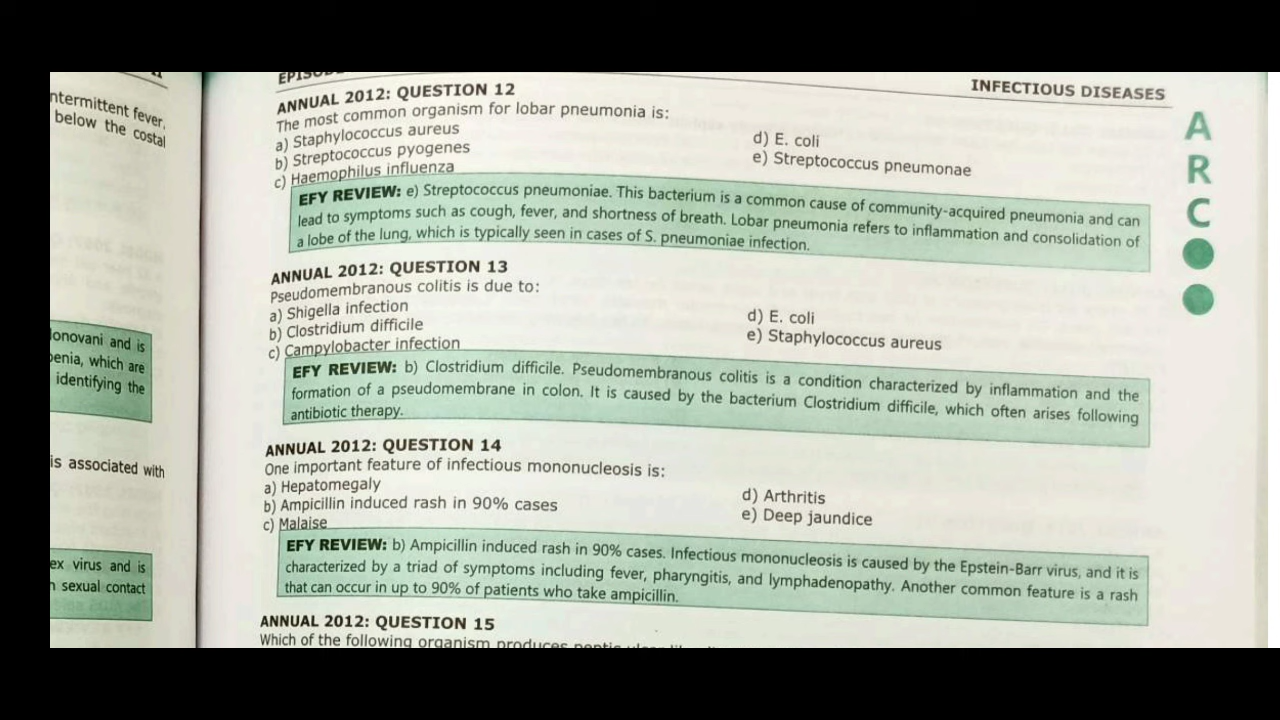 ntermittent fever,
below the costal
onovani and is
enia, which are
identifying the
is associated with
ex virus and is
sexual contact
INFECTIOUS DISEASES
ANNUAL 2012: QUESTION 12
The most common organism for lobar pneumonia is:
a) Staphylococcus aureus
b) Streptococcus pyogenes
c) Haemophilus influenza
d) E. coli
e) Streptococcus pneumonae
EFY REVIEW: e) Streptococcus pneumoniae. This bacterium is a common cause of community-acquired pneumonia and can
lead to symptoms such as cough, fever, and shortness of breath. Lobar pneumonia refers to inflammation and consolidation of
a lobe of the lung, which is typically seen in cases of S. pneumoniae infection.
ANNUAL 2012: QUESTION 13
Pseudomembranous colitis is due to:
a) Shigella infection
b) Clostridium difficile
c) Campylobacter infection
d) E. coli
e) Staphylococcus aureus
EFY REVIEW: b) Clostridium difficile. Pseudomembranous colitis is a condition characterized by inflammation and the
formation of a pseudomembrane in colon. It is caused by the bacterium Clostridium difficile, which often arises following
antibiotic therapy.
ANNUAL 2012: QUESTION 14
One important feature of infectious mononucleosis is:
a) Hepatomegaly
b) Ampicillin induced rash in 90% cases
c) Malaise
d) Arthritis
e) Deep jaundice
EFY REVIEW: b) Ampicillin induced rash in 90% cases. Infectious mononucleosis is caused by the Epstein-Barr virus, and it is
characterized by a triad of symptoms including fever, pharyngitis, and lymphadenopathy. Another common feature is a rash
that can occur in up to 90% of patients who take ampicillin.
ANNUAL 2012: QUESTION 15
Which of the following organism produces
A
R
C